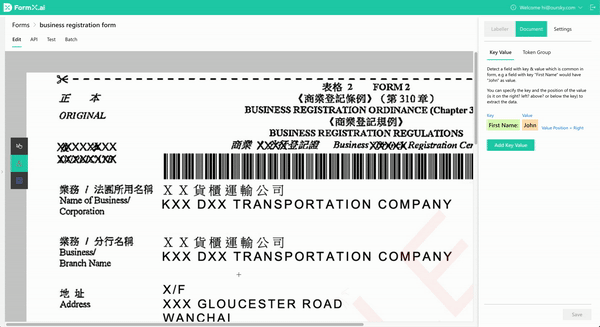 FormX.ai
Welcome hi@oursky.com
Forms > business registration form
Edit API Test Batch
Labeller Document Settings
Key Value Token Group
Detect a field with key & value which is common in
form, e.g a field with key "First Name" would have
"John" as value.
You can specify the key and the position of the value
(is it on the right? left? above? or below the key) to
extract the data.
Key Value
First Name: John Value Position = Right
Add Key Value
Save
表格 2 FORM 2
《商業登記條例》(第 310 章)
正 本
ORIGINAL
BUSINESS REGISTRATION ORDINANCE (Chapter 3
《商業登記規例》
BUSINESS REGISTRATION REGULATIONS
商業 登記證 Business Registration Cer
業務 / 法團所用名稱 X X 貨櫃運輸公司
Name of Business/
Corporation
KXX DXX TRANSPORTATION COMPANY
業務 / 分行名稱 X X 貨櫃運輸公司
Business/
Branch Name
KXX DXX TRANSPORTATION COMPANY
地 址 X/F
Address XXX GLOUCESTER ROAD
WANCHAI